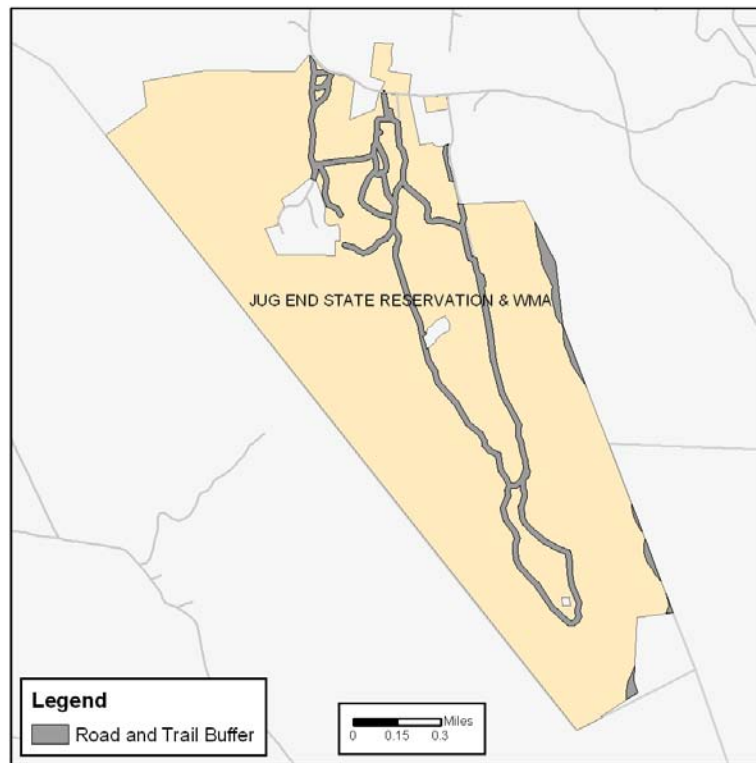 JUG END STATE RESERVATION & WMA
Legend
Road and Trail Buffer
Miles
0 0.15 0.3